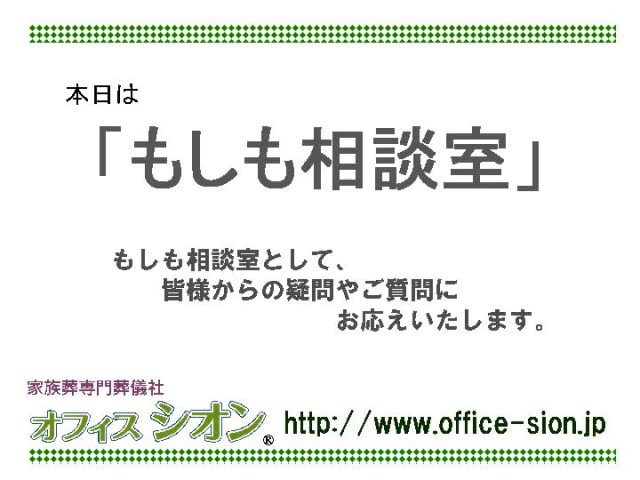 本日は
「もしも相談室」
もしも相談室として、
皆様からの疑問やご質問に
お応えいたします。
家族葬専門葬儀社
オフィスシオン® http://www.office-sion.jp